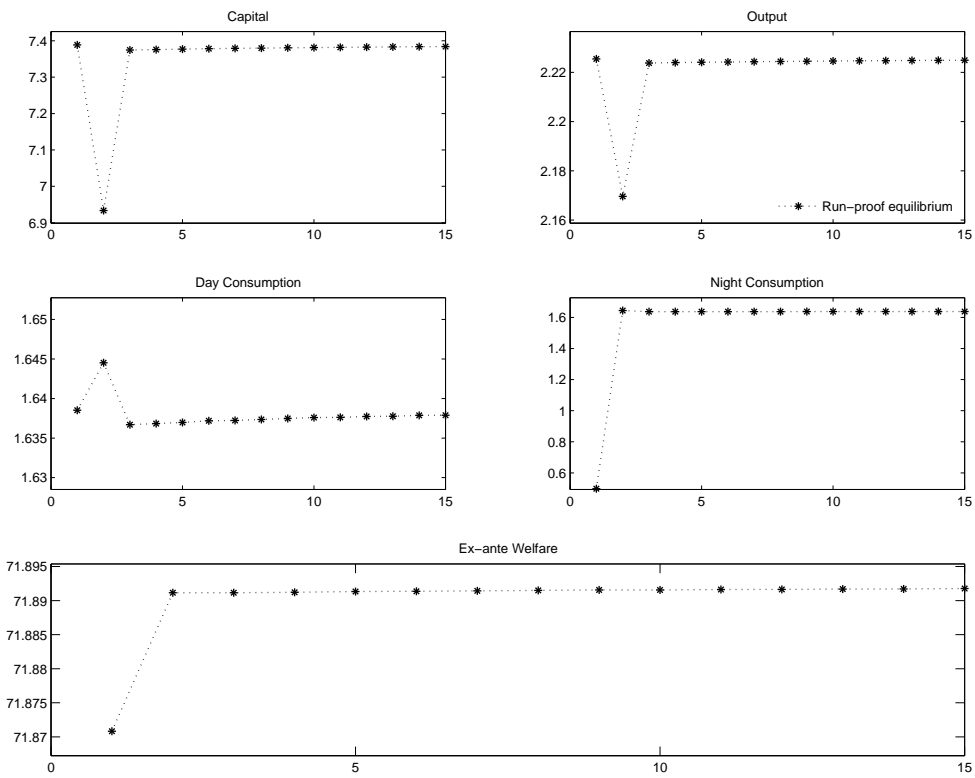 Capital
7.4
7.3
7.2
7.1
7
6.9
0 5 10 15
Output
2.22
2.2
2.18
2.16
0 5 10 15
Run-proof equilibrium
Day Consumption
1.65
1.645
1.64
1.635
1.63
0 5 10 15
Night Consumption
1.6
1.4
1.2
1
0.8
0.6
0 5 10 15
Ex-ante Welfare
71.895
71.89
71.885
71.88
71.875
71.87
0 5 10 15